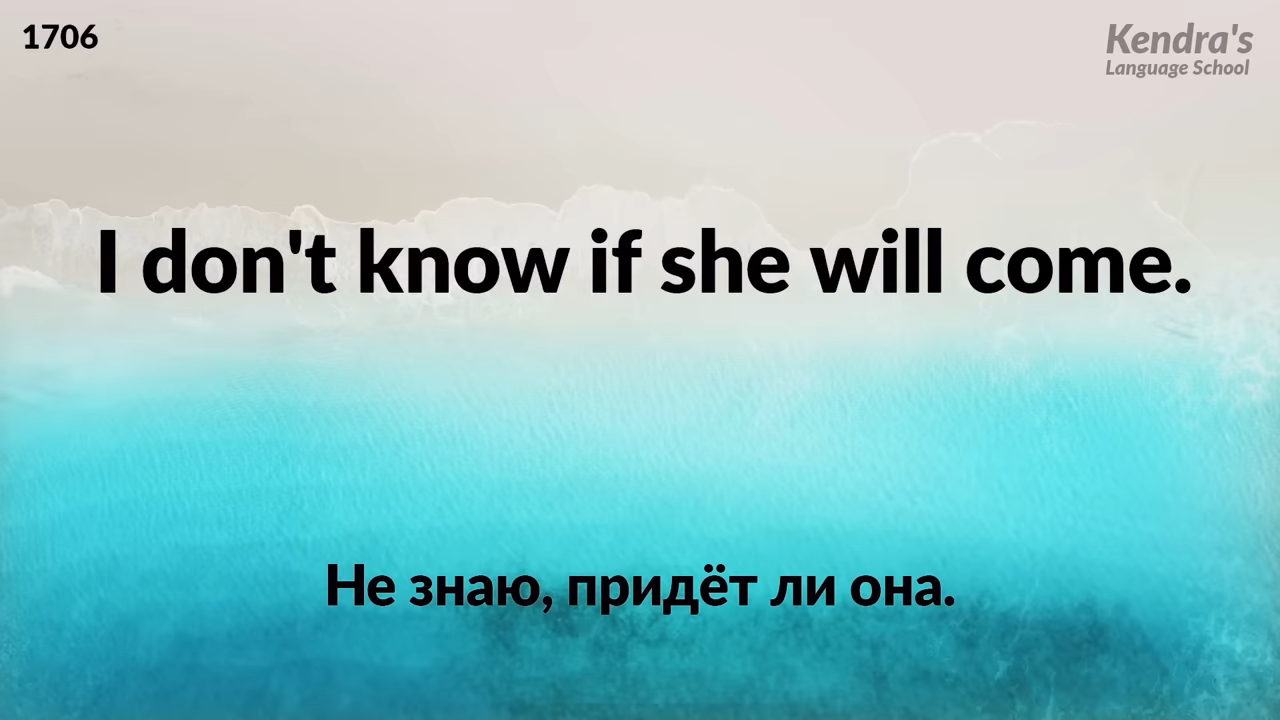 1706
Kendra's
Language School
I don't know if she will come.
Не знаю, придёт ли она.